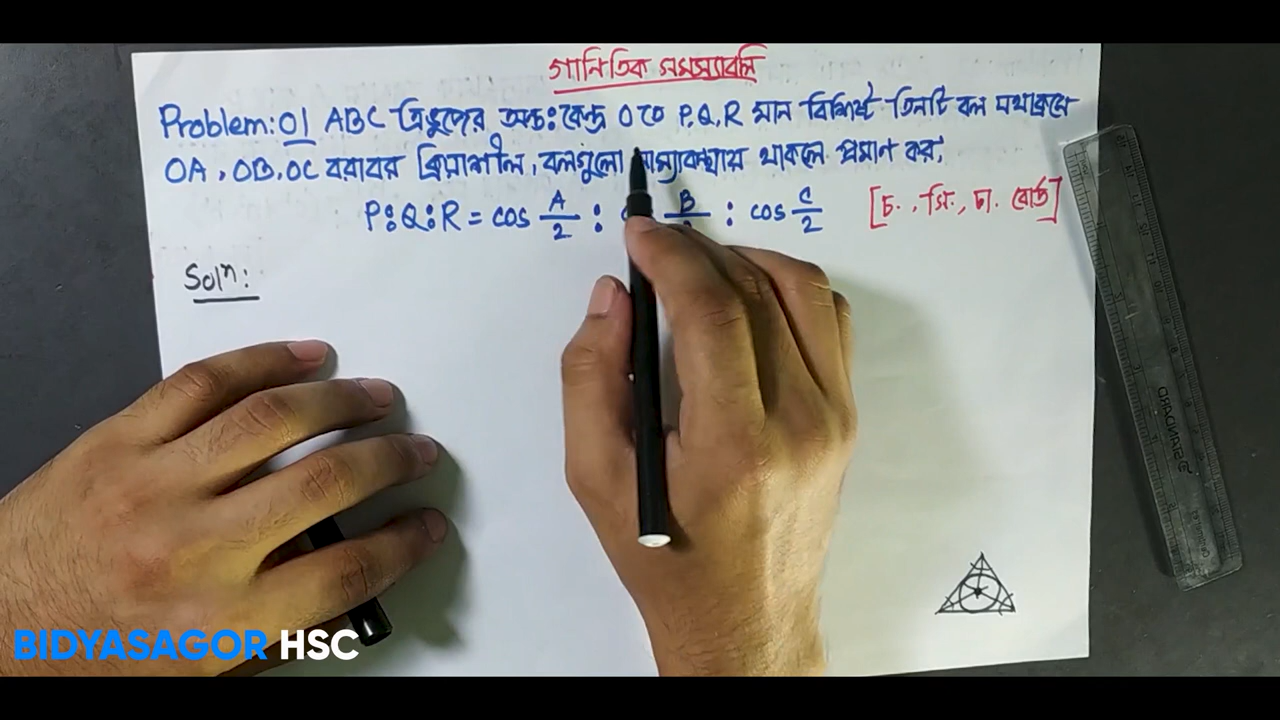 গানিতিক সমস্যাবলি
Problem: 01 ABC ত্রিভুজের অন্তঃকেন্দ্র O তে P, Q, R মান বিশিষ্ট তিনটি বল যথাক্রমে
OA, OB, OC বরাবর ক্রিয়াশীল, বলগুলো থাকলে প্রমাণ কর,
P:Q:R = cos A/2 : B : cos C/2 [চ., সি., ঢা. বোর্ড]
Solⁿ:
STANDARD
BIDYASAGOR HSC